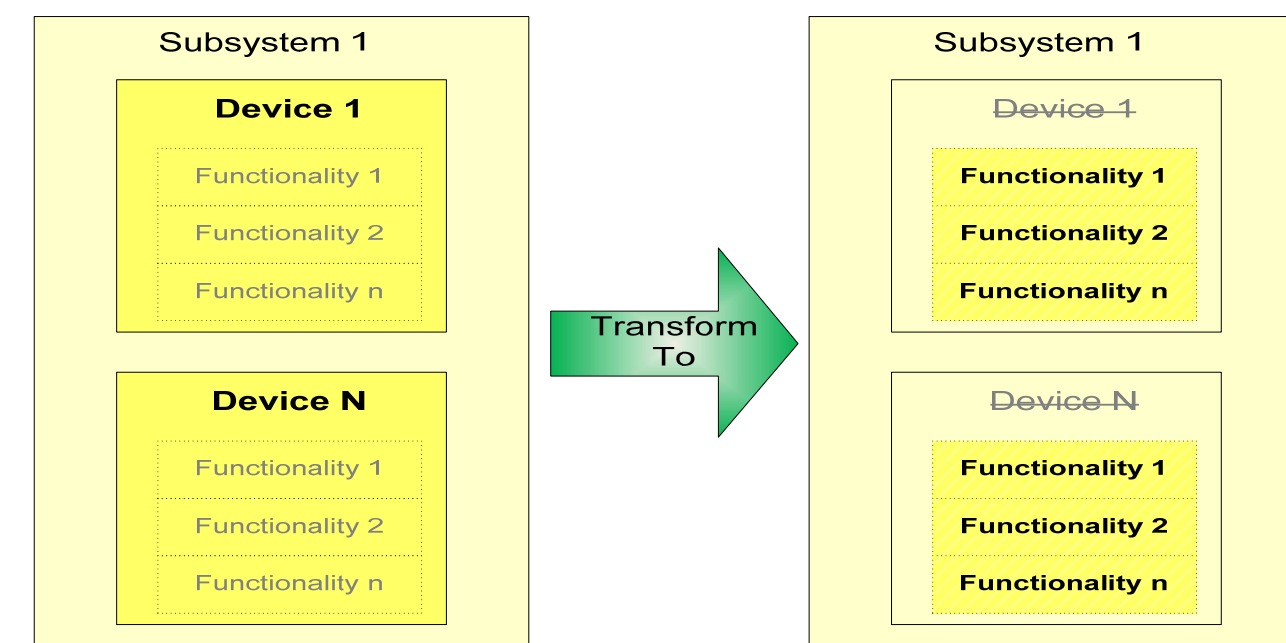 Subsystem 1
Device 1
Functionality 1
Functionality 2
Functionality n
Device N
Functionality 1
Functionality 2
Functionality n
Transform
To
Subsystem 1
Device 1
Functionality 1
Functionality 2
Functionality n
Device N
Functionality 1
Functionality 2
Functionality n